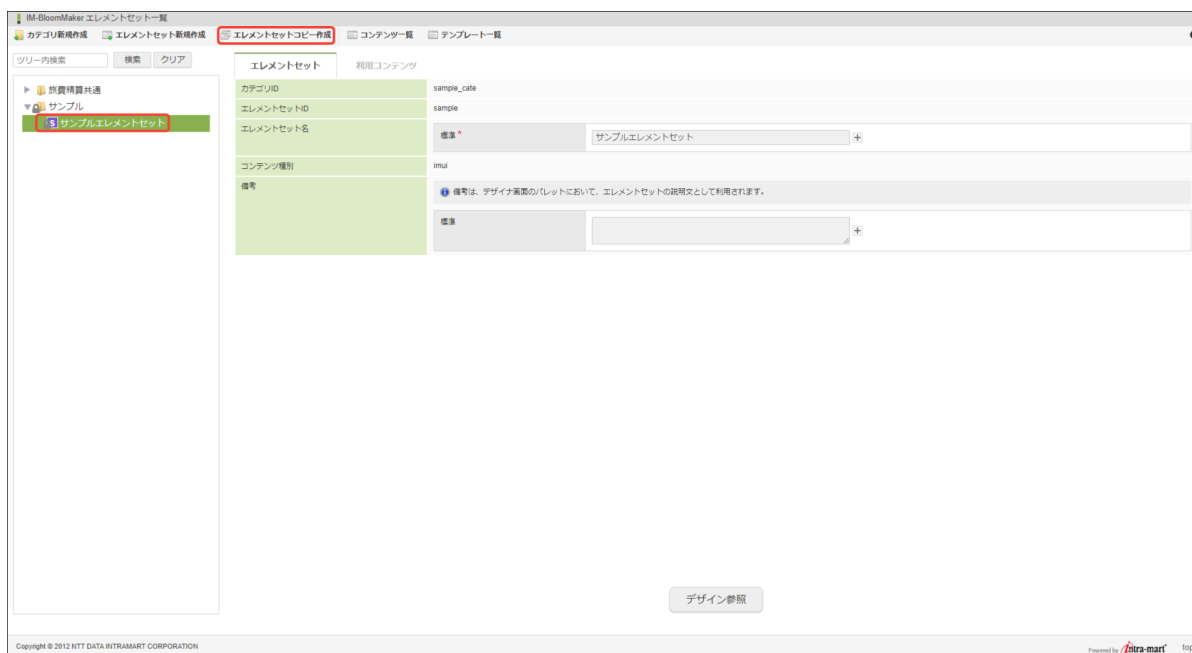 IM-BloomMaker エレメントセット一覧
カテゴリ新規作成 エレメントセット新規作成 エレメントセットコピー作成 コンテンツ一覧 テンプレート一覧
ツリー内検索 検索 クリア
エレメントセット 利用コンテンツ
旅費精算共通
サンプル
サンプルエレメントセット
カテゴリID sample_cate
エレメントセットID sample
エレメントセット名 標準* サンプルエレメントセット
コンテンツ種別 imui
備考 備考は、デザイナ画面のパレットにおいて、エレメントセットの説明文として利用されます。
標準
デザイン参照
Copyright © 2012 NTT DATA INTRAMART CORPORATION
Powered by intra-mart top